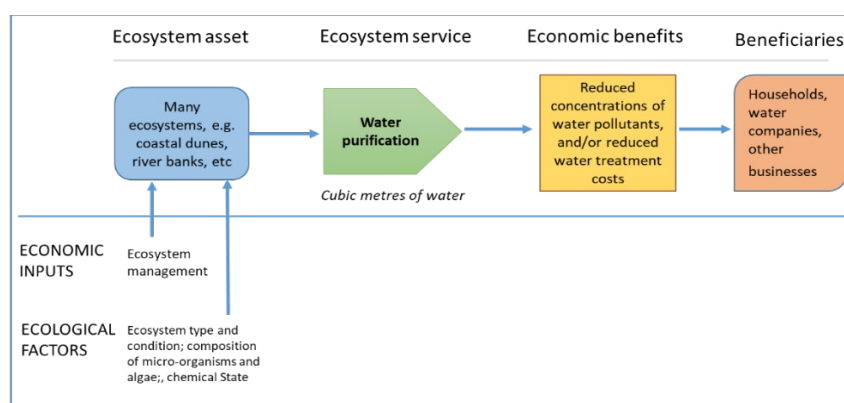 Ecosystem asset
Ecosystem service
Economic benefits
Beneficiaries
Many
ecosystems, e.g.
coastal dunes,
river banks, etc
Water
purification
Cubic metres of water
Reduced
concentrations of
water pollutants,
and/or reduced
water treatment
costs
Households,
water
companies,
other
businesses
ECONOMIC
INPUTS
Ecosystem
management
ECOLOGICAL
FACTORS
Ecosystem type and
condition; composition
of micro-organisms and
algae;, chemical State